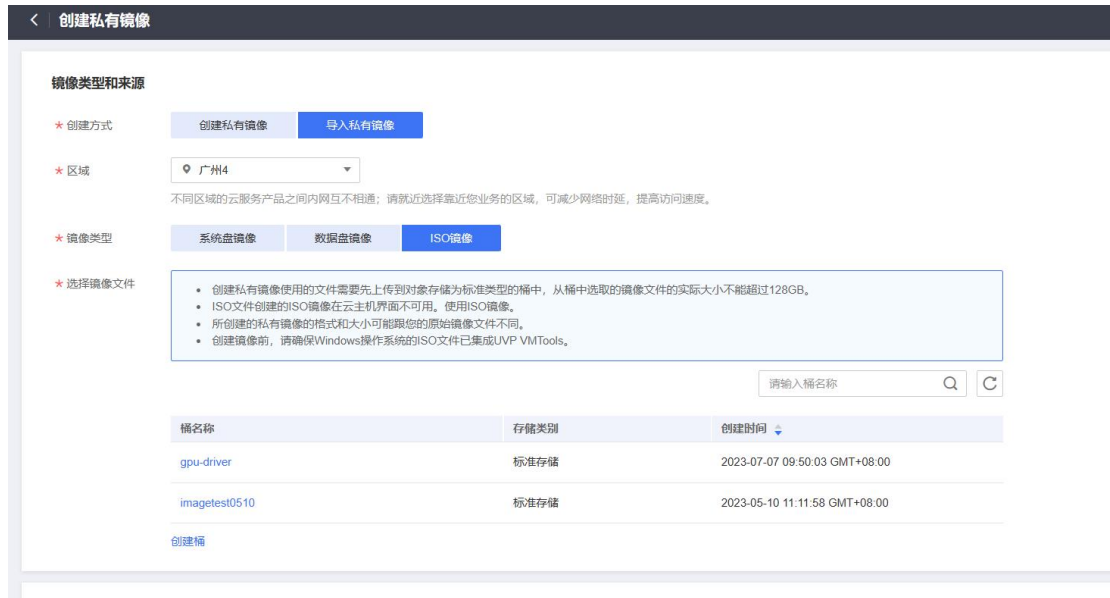 创建私有镜像
镜像类型和来源
* 创建方式 创建私有镜像 导入私有镜像
* 区域 广州4
不同区域的云服务产品之间内网互不相通；请就近选择靠近您业务的区域，可减少网络时延，提高访问速度。
* 镜像类型 系统盘镜像 数据盘镜像 ISO镜像
* 选择镜像文件
• 创建私有镜像使用的文件需要先上传到对象存储为标准类型的桶中，从桶中选取的镜像文件的实际大小不能超过128GB。
• ISO文件创建的ISO镜像在云主机界面不可用。使用ISO镜像。
• 所创建的私有镜像的格式和大小可能跟您的原始镜像文件不同。
• 创建镜像前，请确保Windows操作系统的ISO文件已集成UVP VMTools。
请输入桶名称
桶名称 存储类别 创建时间
gpu-driver 标准存储 2023-07-07 09:50:03 GMT+08:00
imagetest0510 标准存储 2023-05-10 11:11:58 GMT+08:00
创建桶